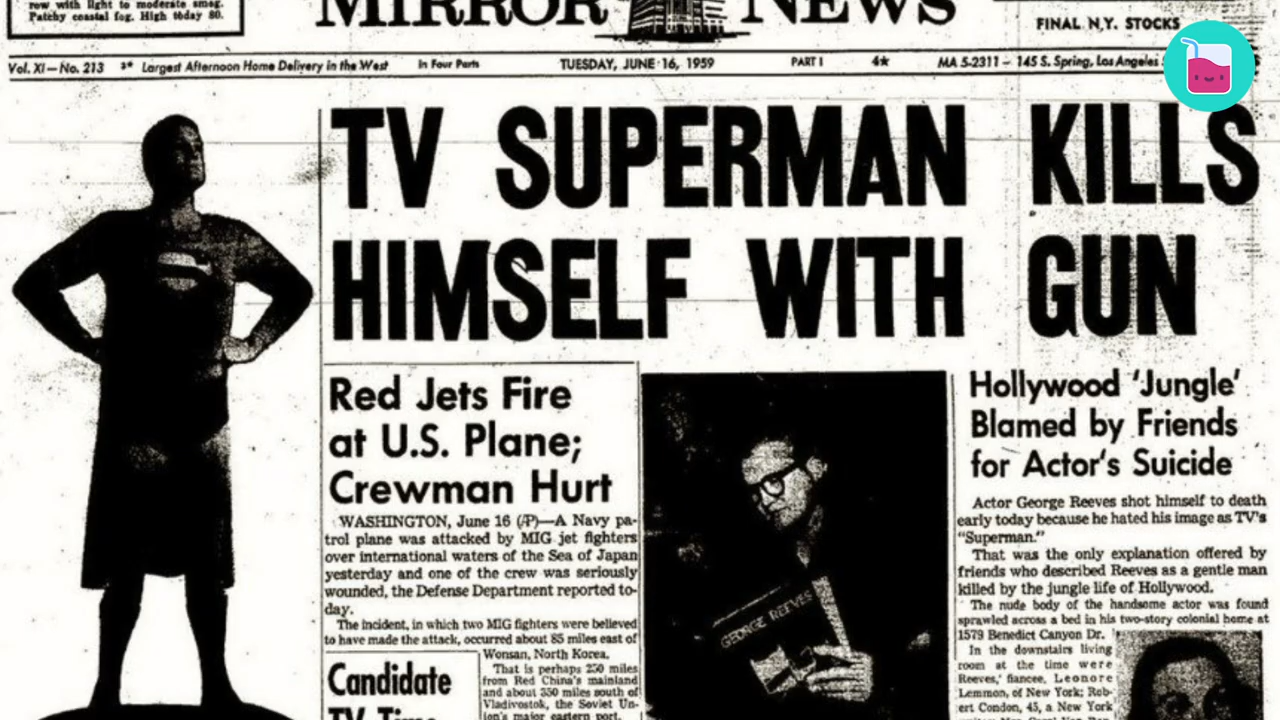 row with light to moderate smog.
Patchy coastal fog. High today 80.
MIRROR NEWS
FINAL N.Y. STOCKS
Vol. XI—No. 213 Largest Afternoon Home Delivery in the West In Four Parts TUESDAY, JUNE 16, 1959 PART I 4★ MA 5-2311 – 145 S. Spring, Los Angeles
TV SUPERMAN KILLS
HIMSELF WITH GUN
Red Jets Fire
at U.S. Plane;
Crewman Hurt
WASHINGTON, June 16 (AP)—A Navy pa-
trol plane was attacked by MIG jet fighters
over international waters of the Sea of Japan
yesterday and one of the crew was seriously
wounded, the Defense Department reported to-
day.
The incident, in which two MIG fighters were believed
to have made the attack, occurred about 85 miles east of
Wonsan, North Korea.
That is perhaps 250 miles
from Red China's mainland
and about 350 miles south of
Vladivostok, the Soviet Un-
ion's major eastern port.
Candidate
TV Time
GEORGE REEVES
Hollywood 'Jungle'
Blamed by Friends
for Actor's Suicide
Actor George Reeves shot himself to death
early today because he hated his image as TV's
"Superman."
That was the only explanation offered by
friends who described Reeves as a gentle man
killed by the jungle life of Hollywood.
The nude body of the handsome actor was found
sprawled across a bed in his two-story colonial home at
1579 Benedict Canyon Dr.
In the downstairs living
room at the time were
Reeves,' fiancee, Leonore
Lemmon, of New York; Rob-
ert Condon, 45, a New York